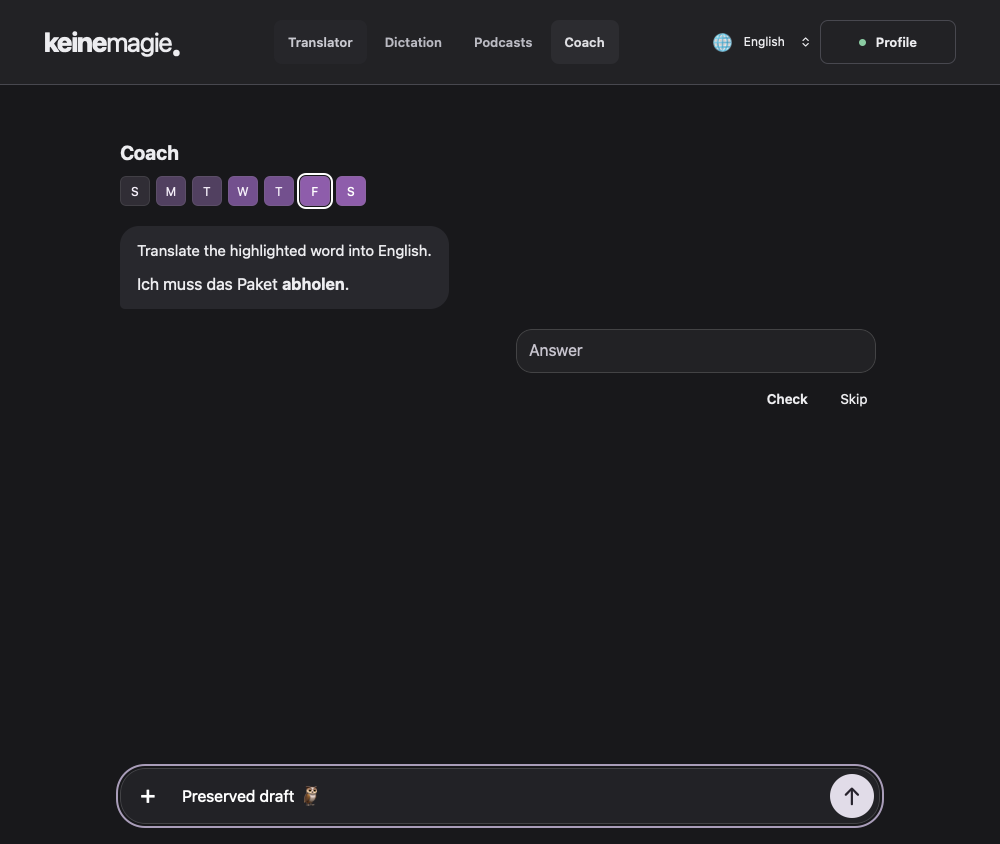 keinemagie.
Translator Dictation Podcasts Coach
English
Profile
Coach
S M T W T F S
Translate the highlighted word into English.
Ich muss das Paket abholen.
Answer
Check Skip
+ Preserved draft 🦉